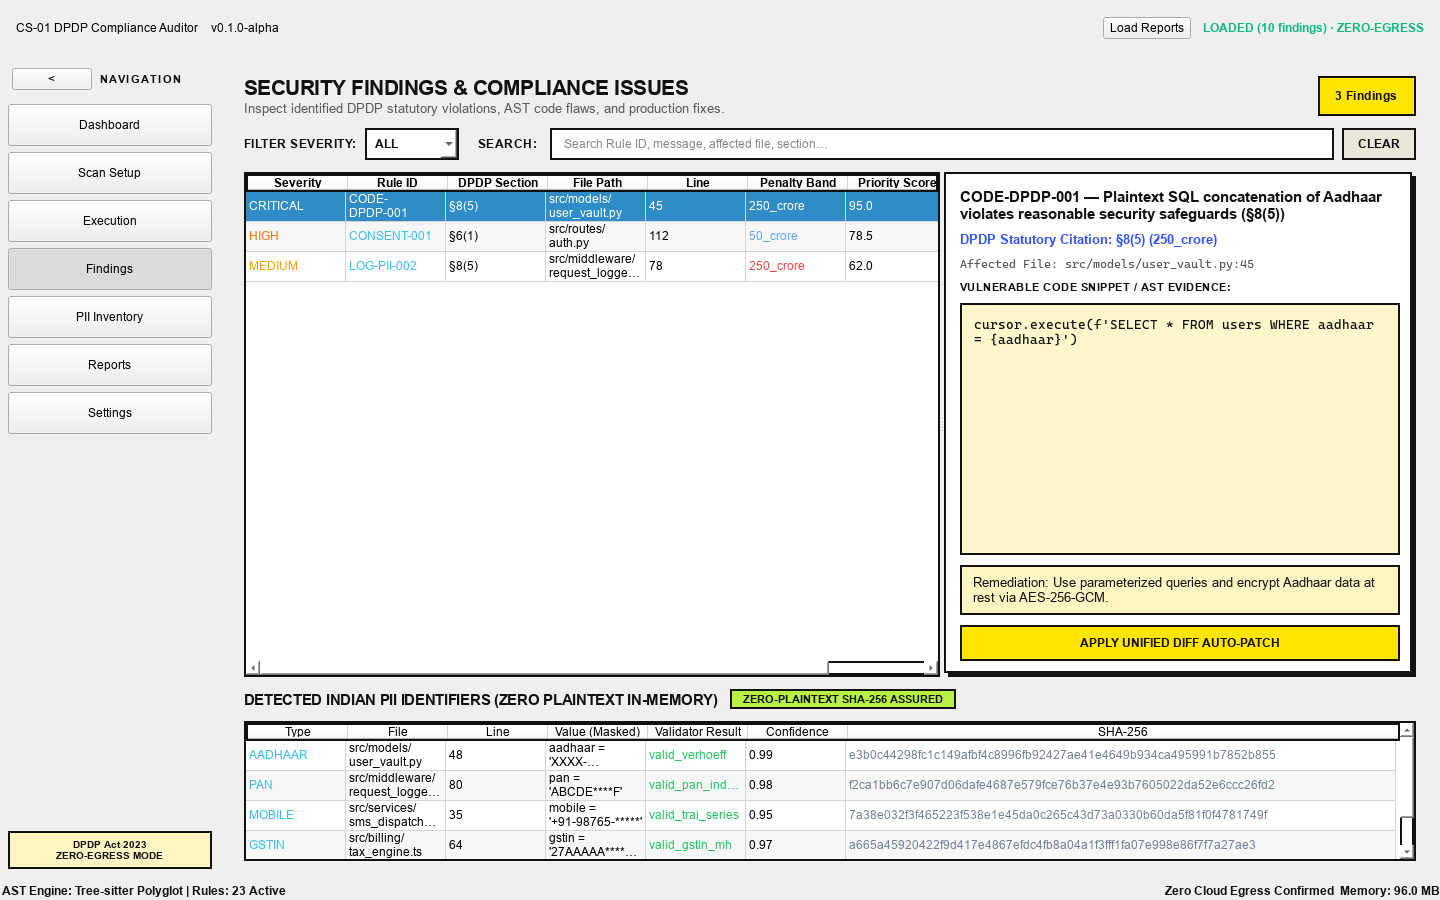 CS-01 DPDP Compliance Auditor v0.1.0-alpha
Load Reports
LOADED (10 findings) · ZERO-EGRESS
< NAVIGATION
Dashboard
Scan Setup
Execution
Findings
PII Inventory
Reports
Settings
DPDP Act 2023
ZERO-EGRESS MODE
SECURITY FINDINGS & COMPLIANCE ISSUES
Inspect identified DPDP statutory violations, AST code flaws, and production fixes.
3 Findings
FILTER SEVERITY: ALL SEARCH: Search Rule ID, message, affected file, section... CLEAR
Severity Rule ID DPDP Section File Path Line Penalty Band Priority Score
CRITICAL CODE-DPDP-001 §8(5) src/models/user_vault.py 45 250_crore 95.0
HIGH CONSENT-001 §6(1) src/routes/auth.py 112 50_crore 78.5
MEDIUM LOG-PII-002 §8(5) src/middleware/request_logge... 78 250_crore 62.0
CODE-DPDP-001 — Plaintext SQL concatenation of Aadhaar
violates reasonable security safeguards (§8(5))
DPDP Statutory Citation: §8(5) (250_crore)
Affected File: src/models/user_vault.py:45
VULNERABLE CODE SNIPPET / AST EVIDENCE:
cursor.execute(f'SELECT * FROM users WHERE aadhaar
= {aadhaar}')
Remediation: Use parameterized queries and encrypt Aadhaar data at
rest via AES-256-GCM.
APPLY UNIFIED DIFF AUTO-PATCH
DETECTED INDIAN PII IDENTIFIERS (ZERO PLAINTEXT IN-MEMORY) ZERO-PLAINTEXT SHA-256 ASSURED
Type File Line Value (Masked) Validator Result Confidence SHA-256
AADHAAR src/models/user_vault.py 48 aadhaar = 'XXXX-... valid_verhoeff 0.99 e3b0c44298fc1c149afbf4c8996fb92427ae41e4649b934ca495991b7852b855
PAN src/middleware/request_logge... 80 pan = 'ABCDE****F' valid_pan_ind... 0.98 f2ca1bb6c7e907d06dafe4687e579fce76b37e4e93b7605022da52e6ccc26fd2
MOBILE src/services/sms_dispatch... 35 mobile = '+91-98765-*****' valid_trai_series 0.95 7a38e032f3f465223f538e1e45da0c265c43d73a0330b60da5f81f0f4781749f
GSTIN src/billing/tax_engine.ts 64 gstin = '27AAAAA****... valid_gstin_mh 0.97 a665a45920422f9d417e4867efdc4fb8a04a1f3fff1fa07e998e86f7f7a27ae3
AST Engine: Tree-sitter Polyglot | Rules: 23 Active
Zero Cloud Egress Confirmed Memory: 96.0 MB